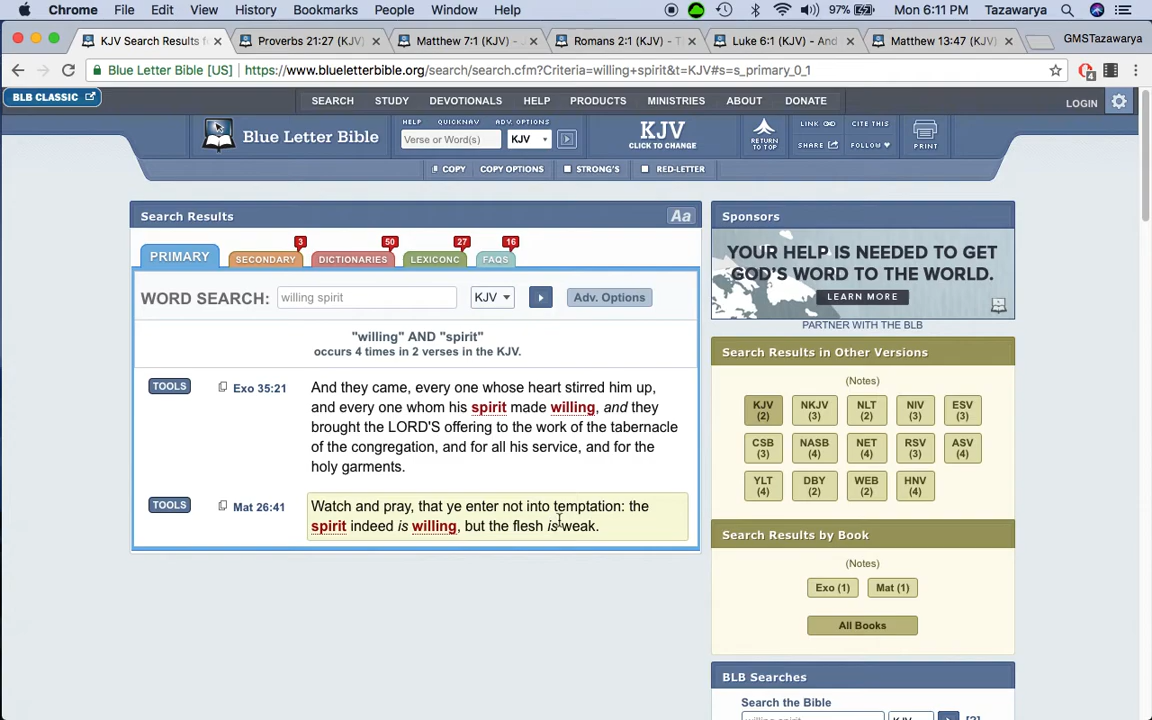 Chrome File Edit View History Bookmarks People Window Help 97% Mon 6:11 PM Tazawarya
KJV Search Results f Proverbs 21:27 (KJV) Matthew 7:1 (KJV) - J Romans 2:1 (KJV) - T Luke 6:1 (KJV) - And Matthew 13:47 (KJV) GMSTazawarya
Blue Letter Bible [US] https://www.blueletterbible.org/search/search.cfm?Criteria=willing+spirit&t=KJV#s=s_primary_0_1 4
BLB CLASSIC SEARCH STUDY DEVOTIONALS HELP PRODUCTS MINISTRIES ABOUT DONATE LOGIN
HELP QUICKNAV ADV. OPTIONS
Blue Letter Bible Verse or Word(s) KJV
KJV
CLICK TO CHANGE
RETURN
TO TOP
LINK CITE THIS
SHARE FOLLOW
PRINT
COPY COPY OPTIONS STRONG'S RED-LETTER
Search Results Aa
3 50 27 16
PRIMARY SECONDARY DICTIONARIES LEXICONC FAQS
WORD SEARCH: willing spirit KJV Adv. Options
"willing" AND "spirit"
occurs 4 times in 2 verses in the KJV.
TOOLS Exo 35:21 And they came, every one whose heart stirred him up,
and every one whom his spirit made willing, and they
brought the LORD'S offering to the work of the tabernacle
of the congregation, and for all his service, and for the
holy garments.
TOOLS Mat 26:41 Watch and pray, that ye enter not into temptation: the
spirit indeed is willing, but the flesh is weak.
Sponsors
YOUR HELP IS NEEDED TO GET
GOD'S WORD TO THE WORLD.
LEARN MORE
PARTNER WITH THE BLB
Search Results in Other Versions
(Notes)
KJV NKJV NLT NIV ESV
(2) (3) (2) (3) (3)
CSB NASB NET RSV ASV
(3) (4) (4) (3) (4)
YLT DBY WEB HNV
(4) (2) (2) (4)
Search Results by Book
(Notes)
Exo (1) Mat (1)
All Books
BLB Searches
Search the Bible
willing spirit KJV [?]